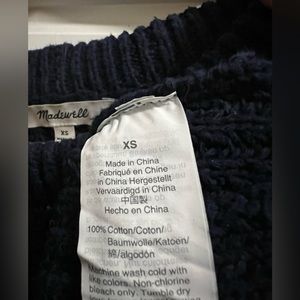 Madewell
XS
XS
Made in China
Fabriqué en Chine
in China Hergestellt
Vervaardigd in China
中国製
Hecho en China
100% Cotton/Coton/
Baumwolle/Katoen/
綿/algodón
Machine wash cold with
like colors. Non-chlorine
bleach only. Tumble dry